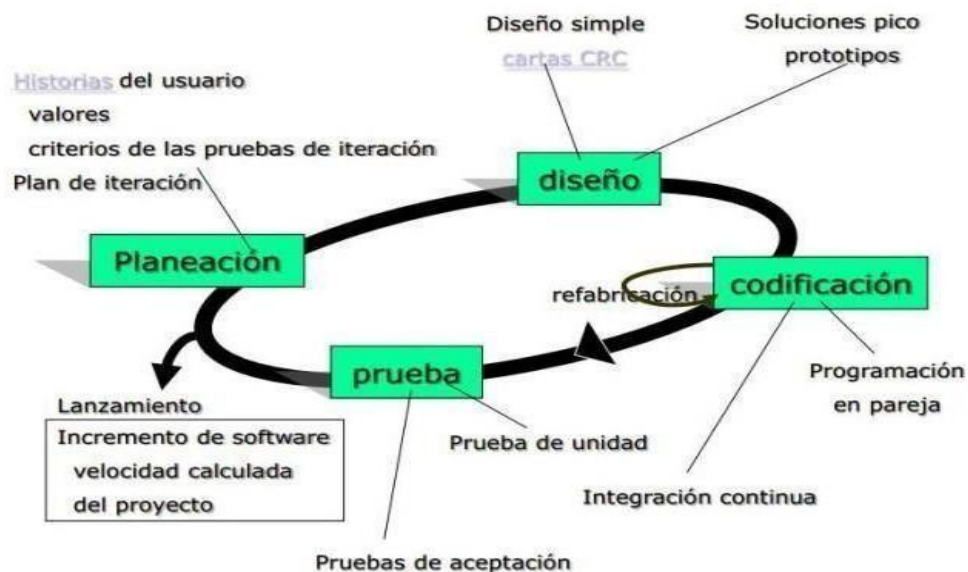 Diseño simple
cartas CRC
Soluciones pico
prototipos
Historias del usuario
valores
criterios de las pruebas de iteración
Plan de iteración
diseño
Planeación
codificación
refabricación
prueba
Programación
en pareja
Lanzamiento
Incremento de software
velocidad calculada
del proyecto
Prueba de unidad
Integración continua
Pruebas de aceptación